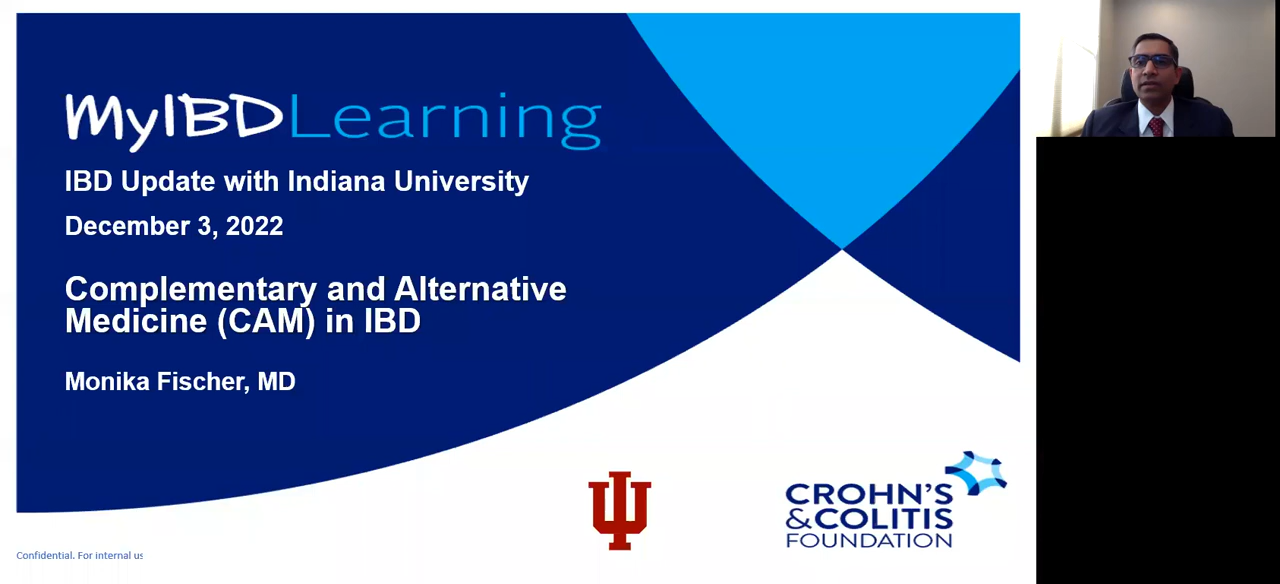 MyIBDLearning
IBD Update with Indiana University
December 3, 2022
Complementary and Alternative
Medicine (CAM) in IBD
Monika Fischer, MD
CROHN'S
&COLITIS
FOUNDATION
Confidential. For internal us